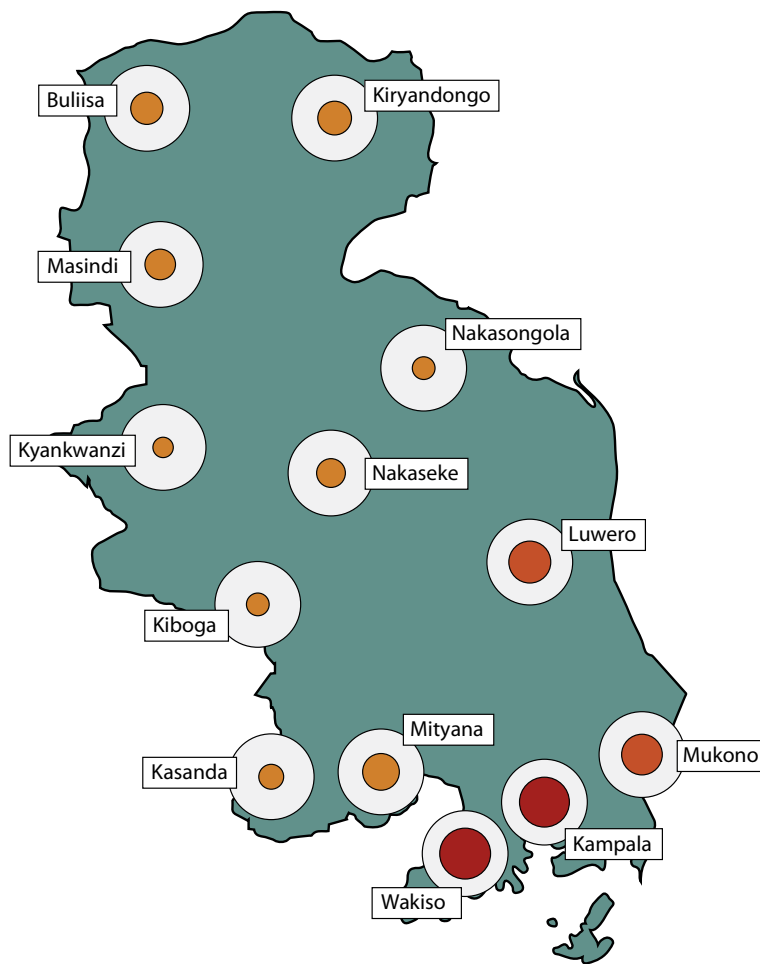 Buliisa
Kiryandongo
Masindi
Nakasongola
Kyankwanzi
Nakaseke
Luwero
Kiboga
Mityana
Kasanda
Mukono
Kampala
Wakiso